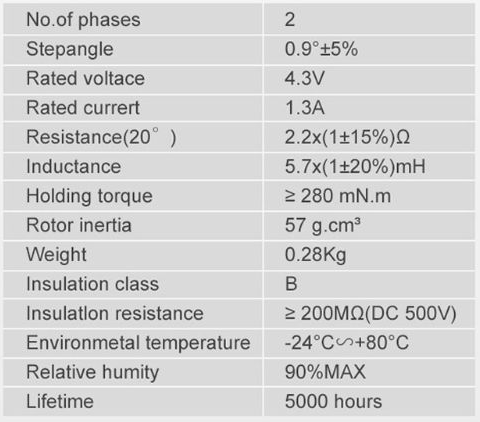 No.of phases 2
Stepangle 0.9°±5%
Rated voltace 4.3V
Rated currert 1.3A
Resistance(20° ) 2.2x(1±15%)Ω
Inductance 5.7x(1±20%)mH
Holding torque ≥ 280 mN.m
Rotor inertia 57 g.cm³
Weight 0.28Kg
Insulation class B
Insulatlon resistance ≥ 200MΩ(DC 500V)
Environmetal temperature -24°C∽+80°C
Relative humity 90%MAX
Lifetime 5000 hours